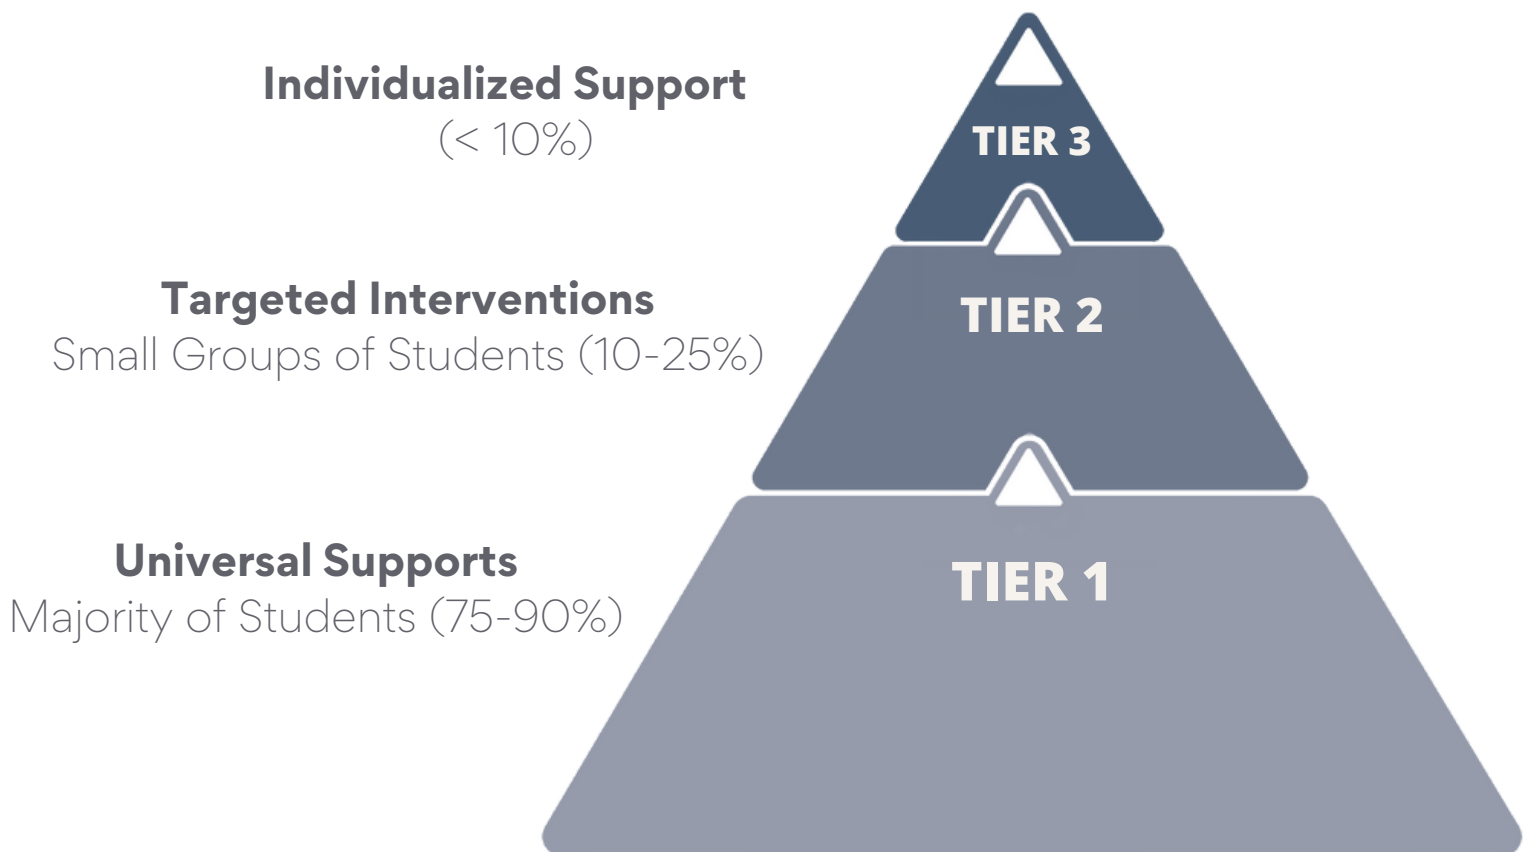 Individualized Support
(< 10%)
TIER 3
Targeted Interventions
Small Groups of Students (10-25%)
TIER 2
Universal Supports
Majority of Students (75-90%)
TIER 1